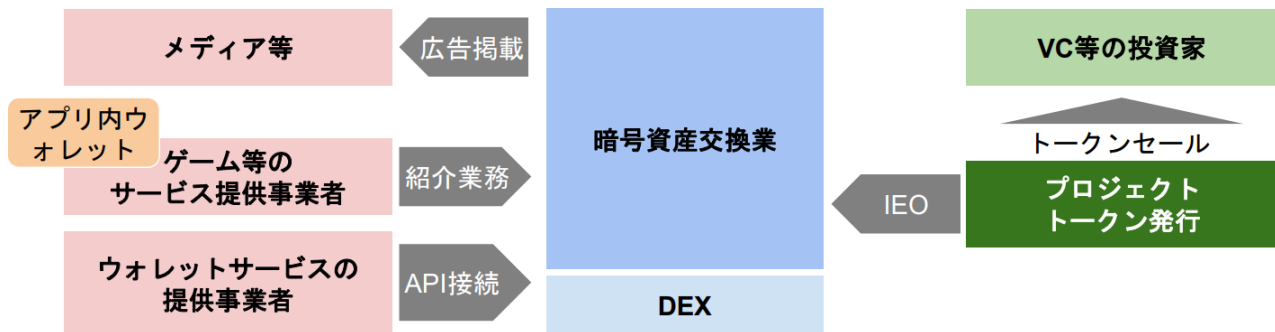 メディア等
広告掲載
アプリ内ウ
ォレット
ゲーム等の
サービス提供事業者
紹介業務
ウォレットサービスの
提供事業者
API接続
暗号資産交換業
DEX
IEO
VC等の投資家
トークンセール
プロジェクト
トークン発行